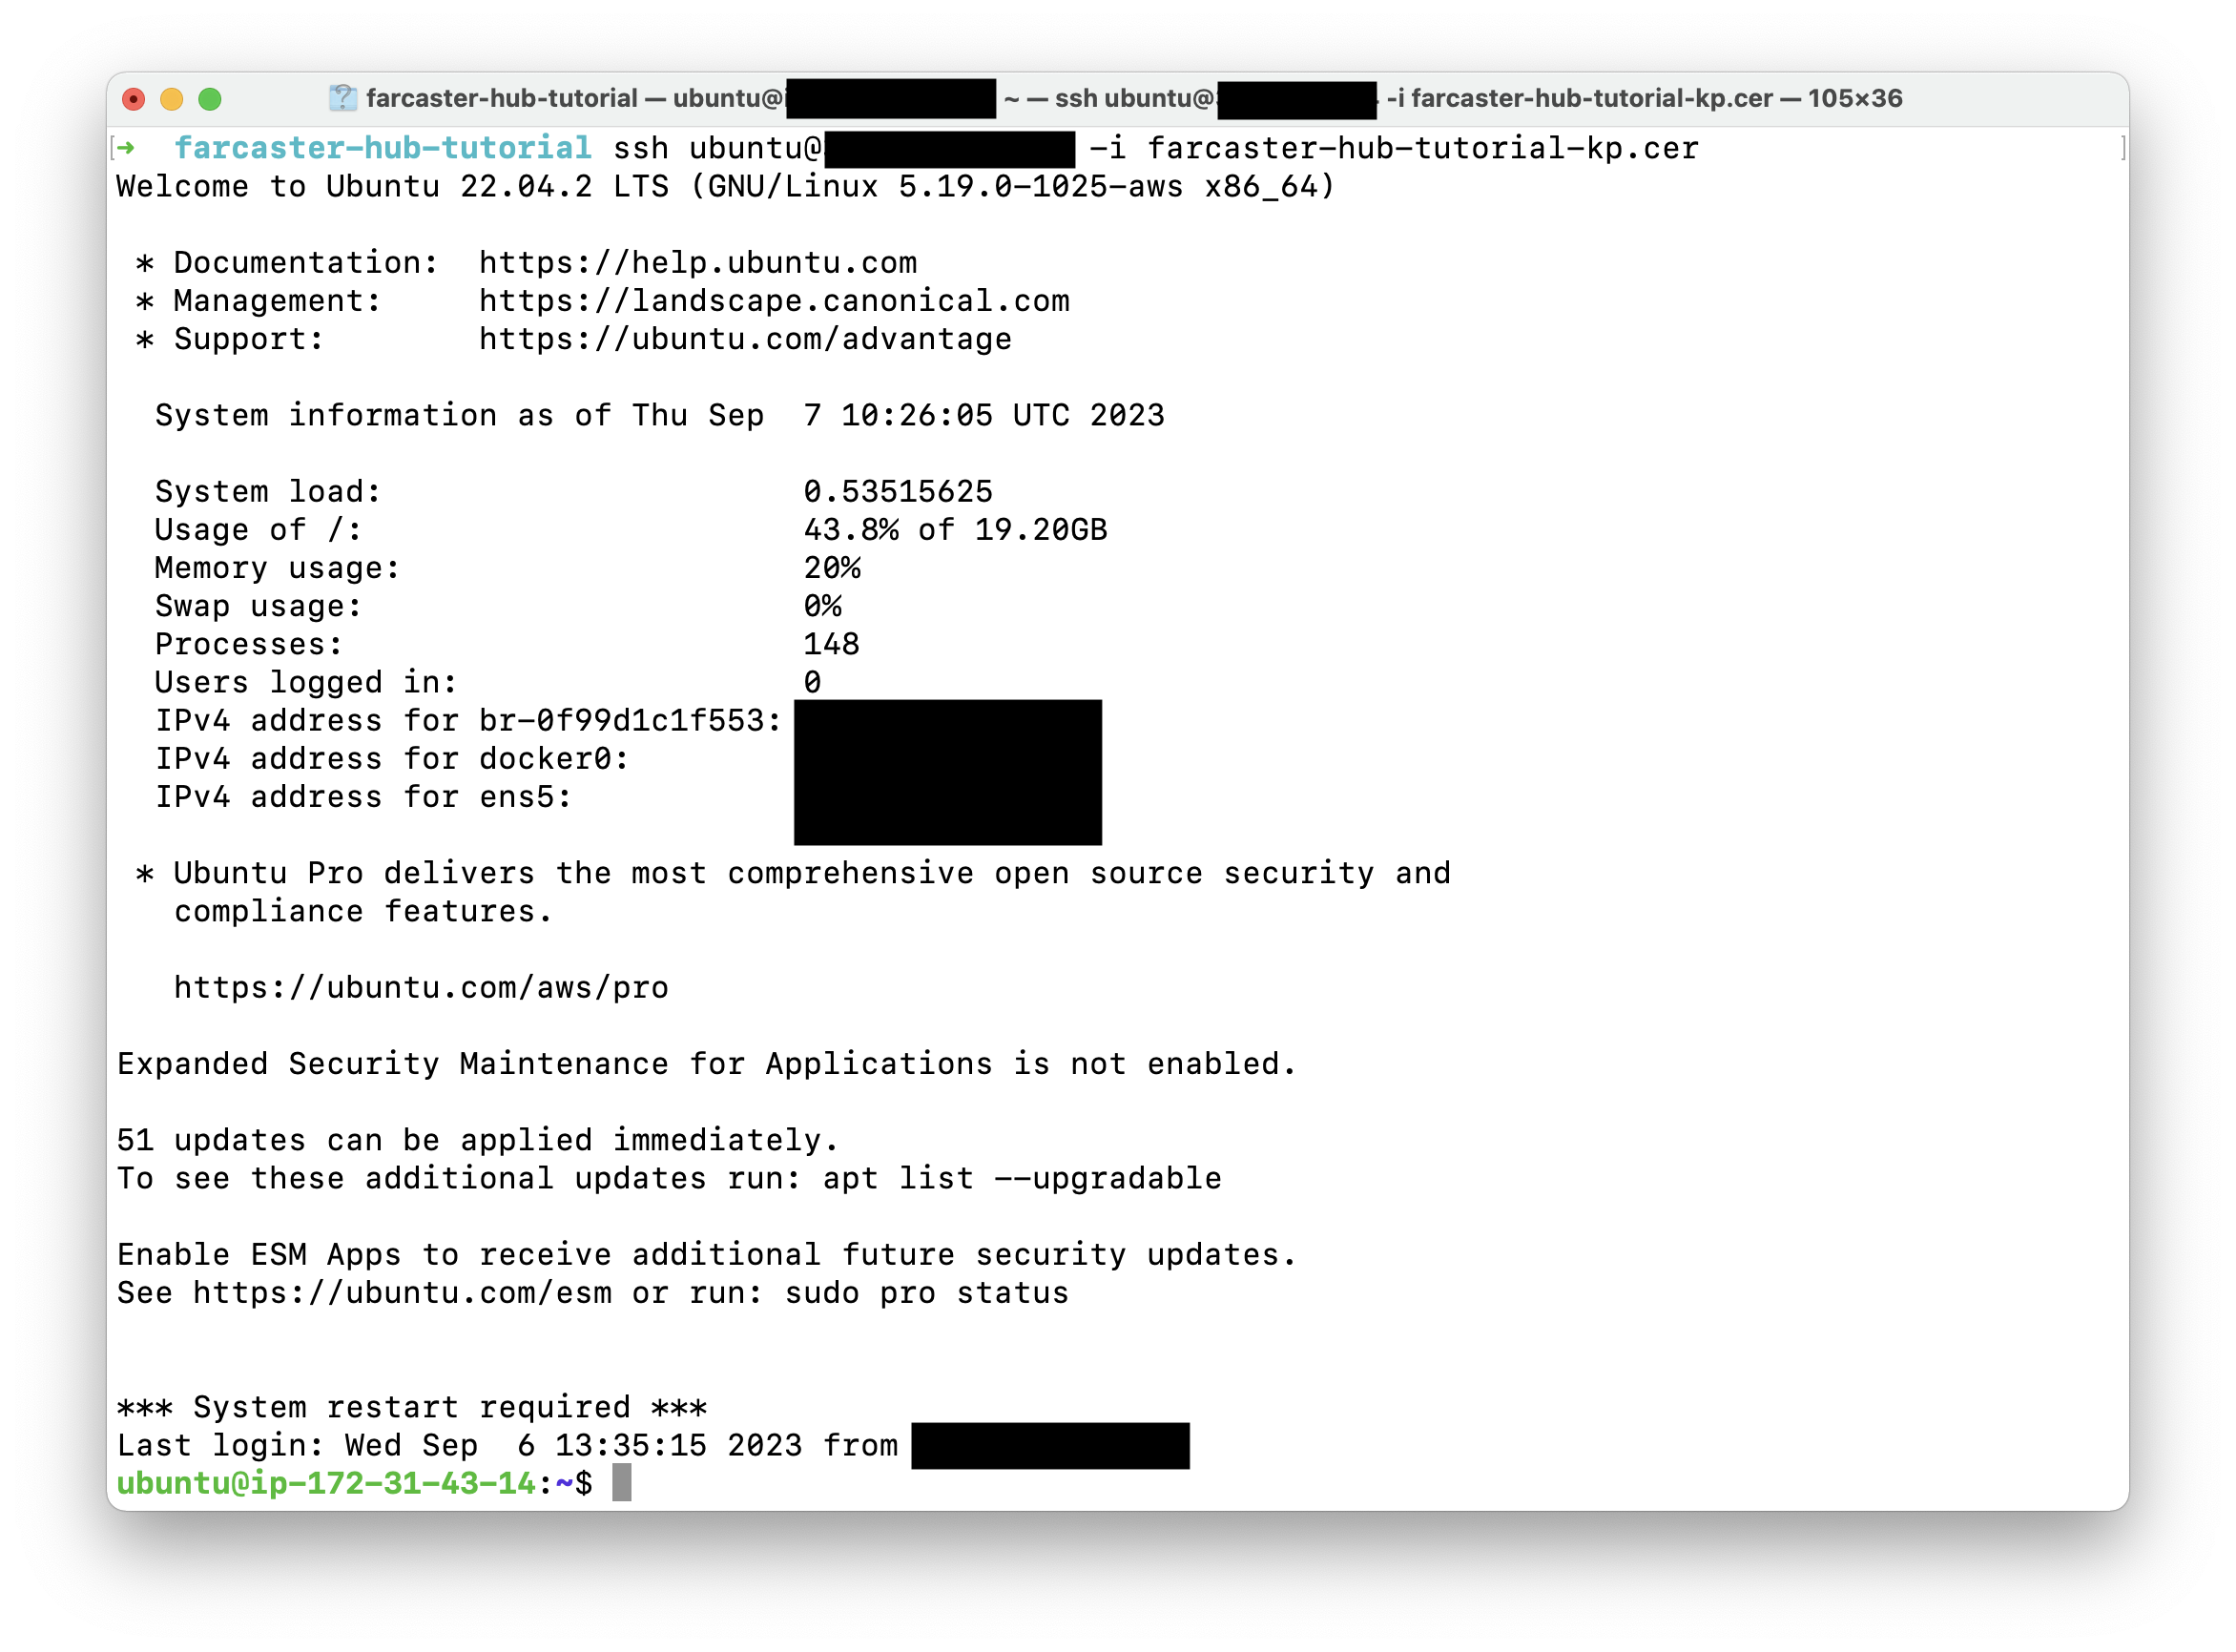 farcaster-hub-tutorial — ubuntu@ ~ — ssh ubuntu@ -i farcaster-hub-tutorial-kp.cer — 105×36
[➜  farcaster-hub-tutorial ssh ubuntu@ -i farcaster-hub-tutorial-kp.cer ]
Welcome to Ubuntu 22.04.2 LTS (GNU/Linux 5.19.0-1025-aws x86_64)
* Documentation:  https://help.ubuntu.com
* Management:     https://landscape.canonical.com
* Support:        https://ubuntu.com/advantage
System information as of Thu Sep  7 10:26:05 UTC 2023
System load:                      0.53515625
Usage of /:                       43.8% of 19.20GB
Memory usage:                     20%
Swap usage:                       0%
Processes:                        148
Users logged in:                  0
IPv4 address for br-0f99d1c1f553:
IPv4 address for docker0:
IPv4 address for ens5:
* Ubuntu Pro delivers the most comprehensive open source security and
compliance features.
https://ubuntu.com/aws/pro
Expanded Security Maintenance for Applications is not enabled.
51 updates can be applied immediately.
To see these additional updates run: apt list --upgradable
Enable ESM Apps to receive additional future security updates.
See https://ubuntu.com/esm or run: sudo pro status
*** System restart required ***
Last login: Wed Sep  6 13:35:15 2023 from
ubuntu@ip-172-31-43-14:~$